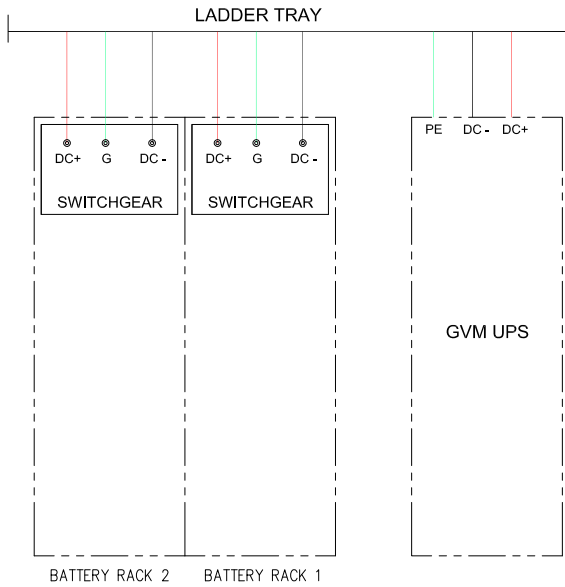 LADDER TRAY
DC+ G DC-
SWITCHGEAR
DC+ G DC-
SWITCHGEAR
PE DC- DC+
GVM UPS
BATTERY RACK 2
BATTERY RACK 1